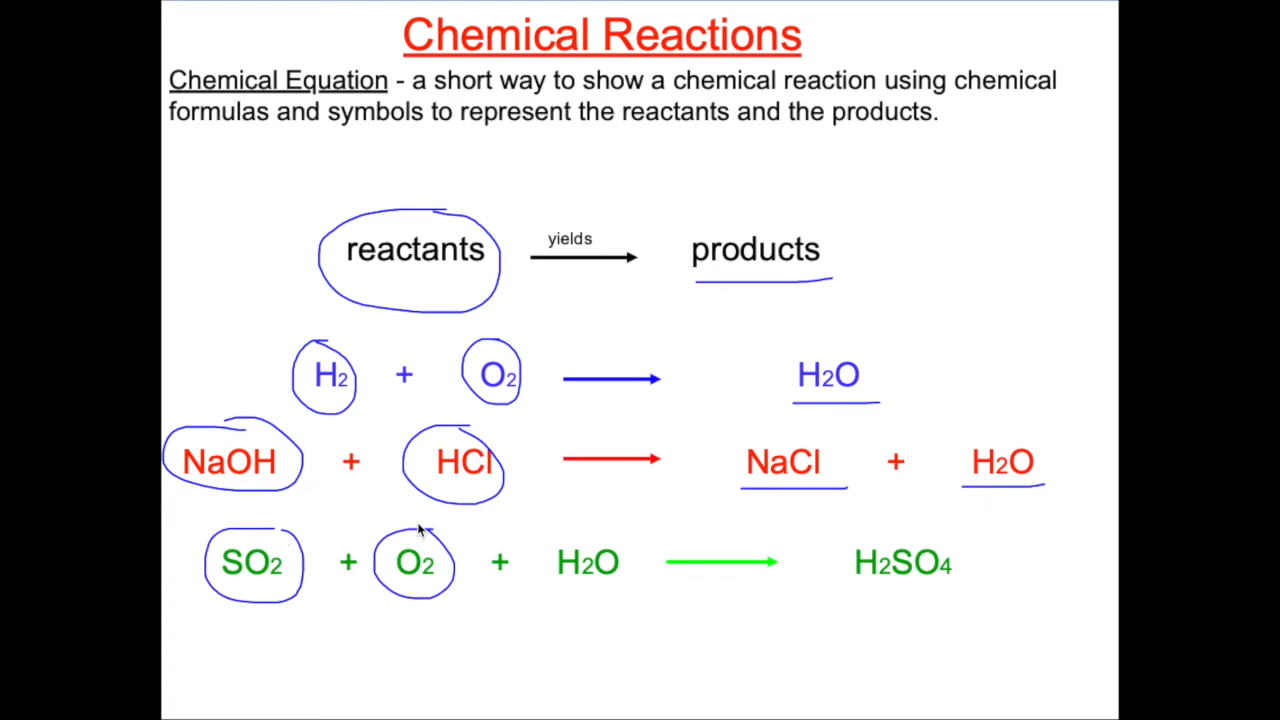 Chemical Reactions
Chemical Equation - a short way to show a chemical reaction using chemical
formulas and symbols to represent the reactants and the products.
reactants yields products
H₂ + O₂ → H₂O
NaOH + HCl → NaCl + H₂O
SO₂ + O₂ + H₂O → H₂SO₄